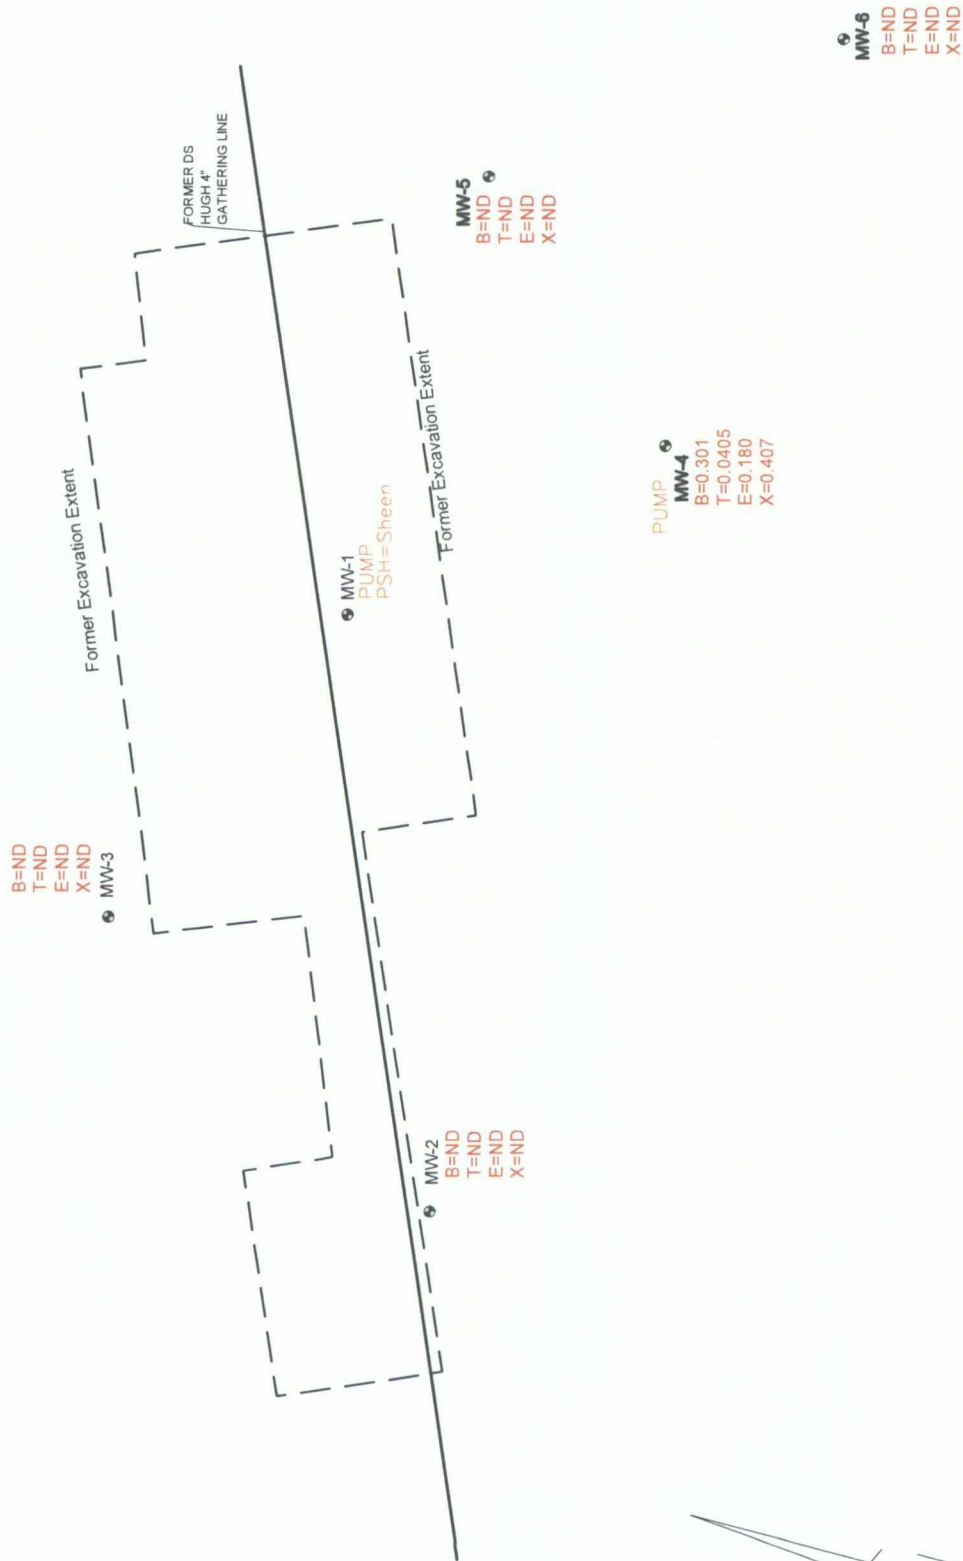 MW-6
B=ND
T=ND
E=ND
X=ND
FORMER DS
HUGH 4"
GATHERING LINE
MW-5
B=ND
T=ND
E=ND
X=ND
Former Excavation Extent
Former Excavation Extent
PUMP
MW-4
B=0.301
T=0.0405
E=0.180
X=0.407
MW-1
PUMP
PSH=Sheen
B=ND
T=ND
E=ND
X=ND
MW-3
MW-2
B=ND
T=ND
E=ND
X=ND